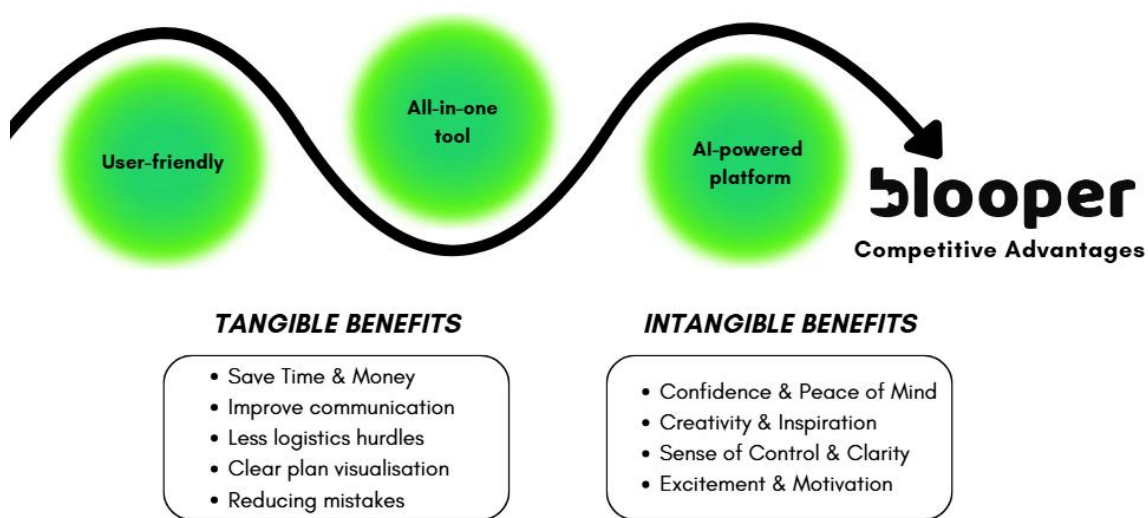 User-friendly
All-in-one
tool
AI-powered
platform
blooper
Competitive Advantages
TANGIBLE BENEFITS
• Save Time & Money
• Improve communication
• Less logistics hurdles
• Clear plan visualisation
• Reducing mistakes
INTANGIBLE BENEFITS
• Confidence & Peace of Mind
• Creativity & Inspiration
• Sense of Control & Clarity
• Excitement & Motivation